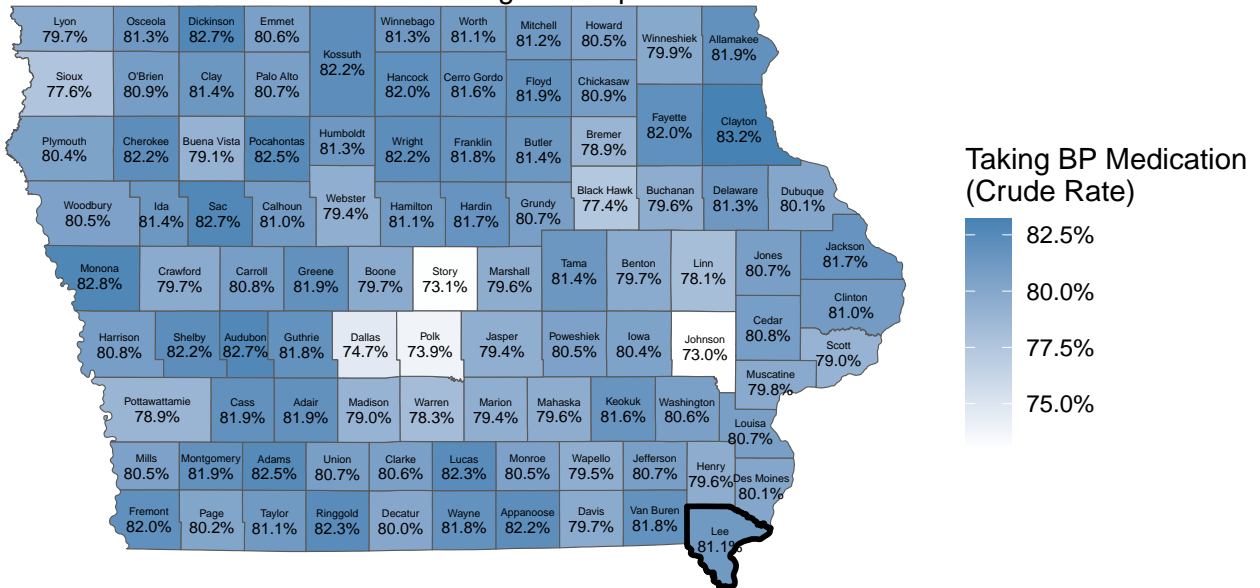 Lyon
79.7%
Osceola
81.3%
Dickinson
82.7%
Emmet
80.6%
Kossuth
82.2%
Winnebago
81.3%
Worth
81.1%
Mitchell
81.2%
Howard
80.5%
Winneshiek
79.9%
Allamakee
81.9%
Sioux
77.6%
O'Brien
80.9%
Clay
81.4%
Palo Alto
80.7%
Hancock
82.0%
Cerro Gordo
81.6%
Floyd
81.9%
Chickasaw
80.9%
Fayette
82.0%
Clayton
83.2%
Plymouth
80.4%
Cherokee
82.2%
Buena Vista
79.1%
Pocahontas
82.5%
Humboldt
81.3%
Wright
82.2%
Franklin
81.8%
Butler
81.4%
Bremer
78.9%
Woodbury
80.5%
Ida
81.4%
Sac
82.7%
Calhoun
81.0%
Webster
79.4%
Hamilton
81.1%
Hardin
81.7%
Grundy
80.7%
Black Hawk
77.4%
Buchanan
79.6%
Delaware
81.3%
Dubuque
80.1%
Monona
82.8%
Crawford
79.7%
Carroll
80.8%
Greene
81.9%
Boone
79.7%
Story
73.1%
Marshall
79.6%
Tama
81.4%
Benton
79.7%
Linn
78.1%
Jones
80.7%
Jackson
81.7%
Clinton
81.0%
Harrison
80.8%
Shelby
82.2%
Audubon
82.7%
Guthrie
81.8%
Dallas
74.7%
Polk
73.9%
Jasper
79.4%
Poweshiek
80.5%
Iowa
80.4%
Johnson
73.0%
Cedar
80.8%
Scott
79.0%
Muscatine
79.8%
Pottawattamie
78.9%
Cass
81.9%
Adair
81.9%
Madison
79.0%
Warren
78.3%
Marion
79.4%
Mahaska
79.6%
Keokuk
81.6%
Washington
80.6%
Louisa
80.7%
Mills
80.5%
Montgomery
81.9%
Adams
82.5%
Union
80.7%
Clarke
80.6%
Lucas
82.3%
Monroe
80.5%
Wapello
79.5%
Jefferson
80.7%
Henry
79.6%
Des Moines
80.1%
Fremont
82.0%
Page
80.2%
Taylor
81.1%
Ringgold
82.3%
Decatur
80.0%
Wayne
81.8%
Appanoose
82.2%
Davis
79.7%
Van Buren
81.8%
Lee
81.1%
Taking BP Medication
(Crude Rate)
82.5%
80.0%
77.5%
75.0%